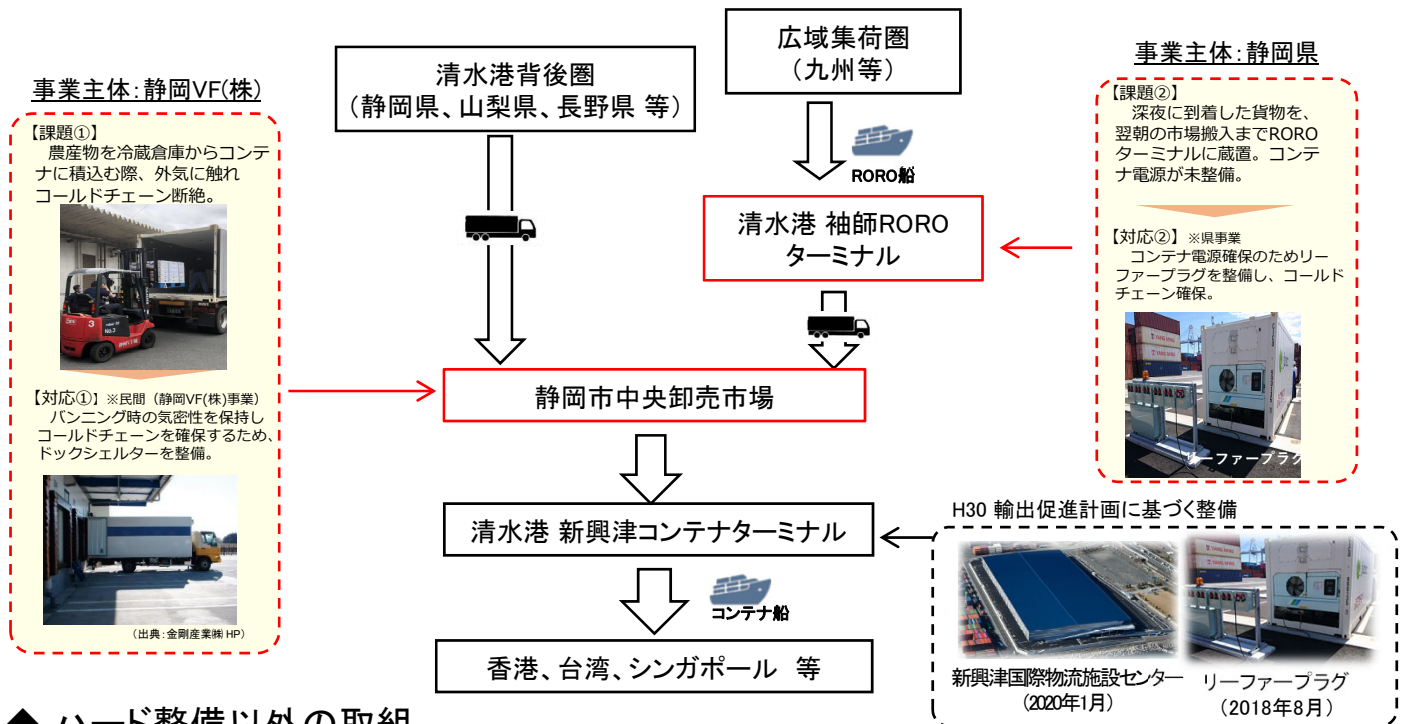 事業主体：静岡VF(株)
【課題①】
農産物を冷蔵倉庫からコンテ
ナに積込む際、外気に触れ
コールドチェーン断絶。
【対応①】※民間（静岡VF(株)事業）
バンニング時の気密性を保持し
コールドチェーンを確保するため、
ドックシェルターを整備。
（出典：金剛産業㈱ HP）
清水港背後圏
（静岡県、山梨県、長野県 等）
広域集荷圏
（九州等）
RORO船
清水港 袖師RORO
ターミナル
静岡市中央卸売市場
清水港 新興津コンテナターミナル
コンテナ船
香港、台湾、シンガポール 等
事業主体：静岡県
【課題②】
深夜に到着した貨物を、
翌朝の市場搬入までRORO
ターミナルに蔵置。コンテ
ナ電源が未整備。
【対応②】※県事業
コンテナ電源確保のためリー
ファープラグを整備し、コールド
チェーン確保。
リーファープラグ
H30 輸出促進計画に基づく整備
新興津国際物流施設センター
（2020年1月）
リーファープラグ
（2018年8月）
◆ ハード整備以外の取組